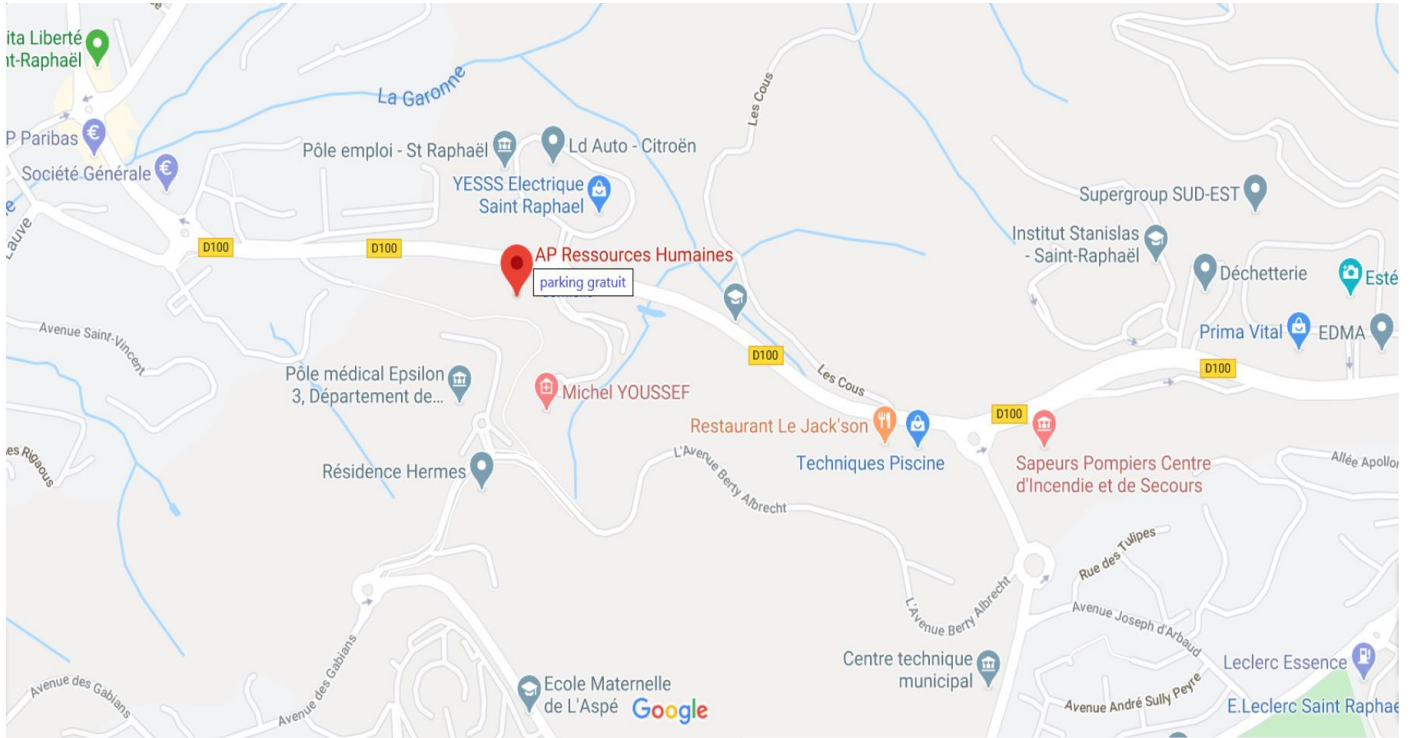 ita Liberté
nt-Raphaël
La Garonne
P Paribas
Société Générale
Pôle emploi - St Raphaël
Ld Auto - Citroën
YESSS Electrique
Saint Raphael
Les Cous
Supergroup SUD-EST
Institut Stanislas
- Saint-Raphaël
Déchetterie
Esté
Prima Vital
EDMA
Lauve
D100
D100
AP Ressources Humaines
parking gratuit
Avenue Saint-Vincent
D100
D100
Les Cous
Pôle médical Epsilon
3, Département de...
Michel YOUSSEF
D100
Restaurant Le Jack'son
Techniques Piscine
Sapeurs Pompiers Centre
d'Incendie et de Secours
Allée Apollon
es Rigaous
Résidence Hermes
L'Avenue Berty Albrecht
Rue des Tulipes
L'Avenue Berty Albrecht
Avenue Joseph d'Arbaud
Centre technique
municipal
Leclerc Essence
Avenue des Gabians
Avenue des Gabians
Ecole Maternelle
de L'Aspé
Google
Avenue André Sully Peyre
E.Leclerc Saint Raphae